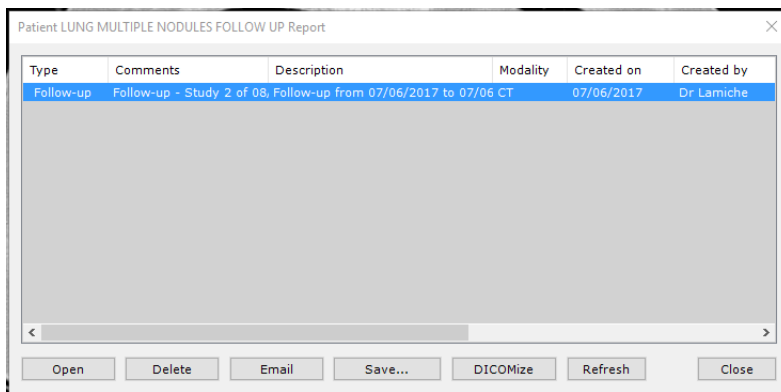 Patient LUNG MULTIPLE NODULES FOLLOW UP Report
Type Comments Description Modality Created on Created by
Follow-up Follow-up - Study 2 of 08, Follow-up from 07/06/2017 to 07/06 CT 07/06/2017 Dr Lamiche
Open Delete Email Save... DICOMize Refresh Close